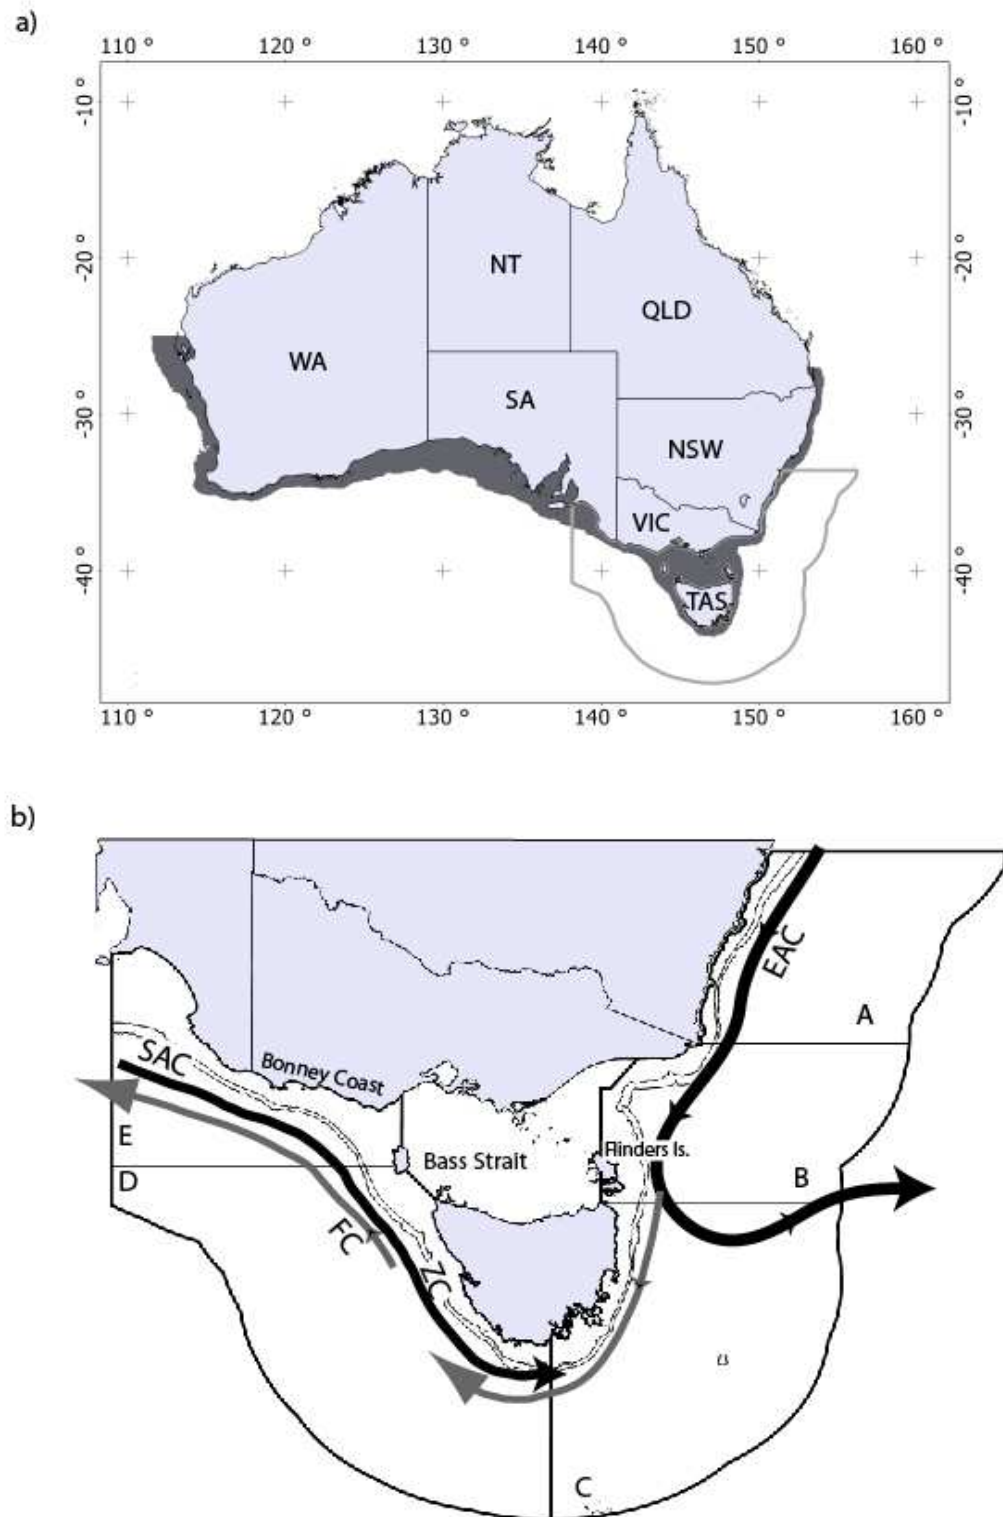 a)
110 ° 120 ° 130 ° 140 ° 150 ° 160 °
-10 ° -10 °
NT
-20 ° -20 °
QLD
WA
SA
-30 ° -30 °
NSW
VIC
-40 ° -40 °
TAS
110 ° 120 ° 130 ° 140 ° 150 ° 160 °
b)
EAC
A
SAC
Bonney Coast
E
Bass Strait
Flinders Is.
D
B
FC
ZC
C